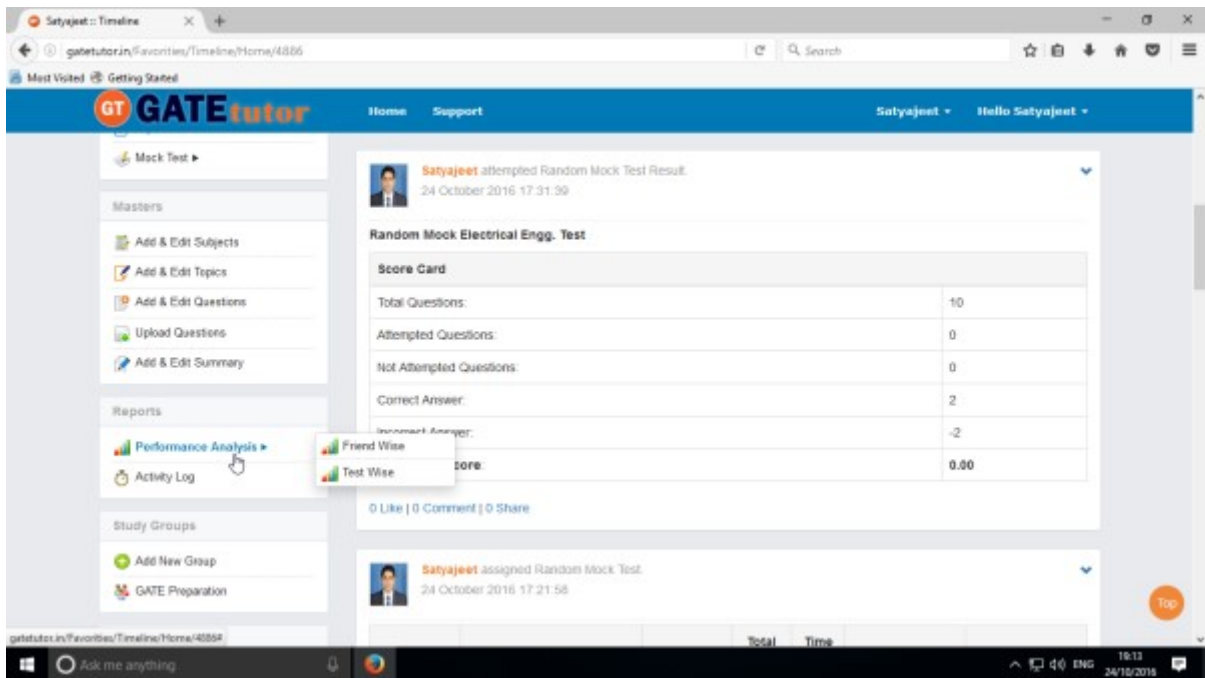 Satyajeet :: Timeline
gatetutor.in/Favorities/Timeline/Home/4886
Search
Most Visited
Getting Started
GT GATEtutor
Home
Support
Satyajeet
Hello Satyajeet
Mock Test
Masters
Add & Edit Subjects
Add & Edit Topics
Add & Edit Questions
Upload Questions
Add & Edit Summary
Reports
Performance Analysis
Friend Wise
Test Wise
Activity Log
Study Groups
Add New Group
GATE Preparation
Satyajeet attempted Random Mock Test Result.
24 October 2016 17:31:39
Random Mock Electrical Engg. Test
Score Card
Total Questions: 10
Attempted Questions: 0
Not Attempted Questions: 0
Correct Answer: 2
Incorrect Answer: -2
core: 0.00
0 Like | 0 Comment | 0 Share
Satyajeet assigned Random Mock Test
24 October 2016 17:21:58
Total Time
Top
gatetutor.in/Favorities/Timeline/Home/4886#
Ask me anything
ENG
19:13
24/10/2016